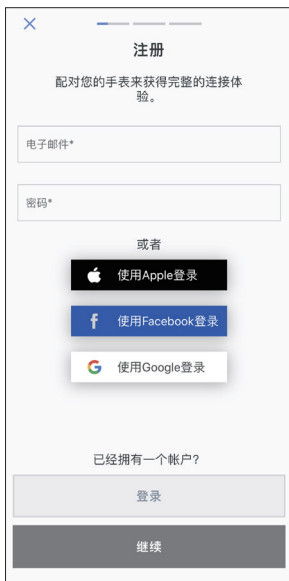 注册
配对您的手表来获得完整的连接体
验。
电子邮件*
密码*
或者
使用Apple登录
使用Facebook登录
使用Google登录
已经拥有一个帐户?
登录
继续